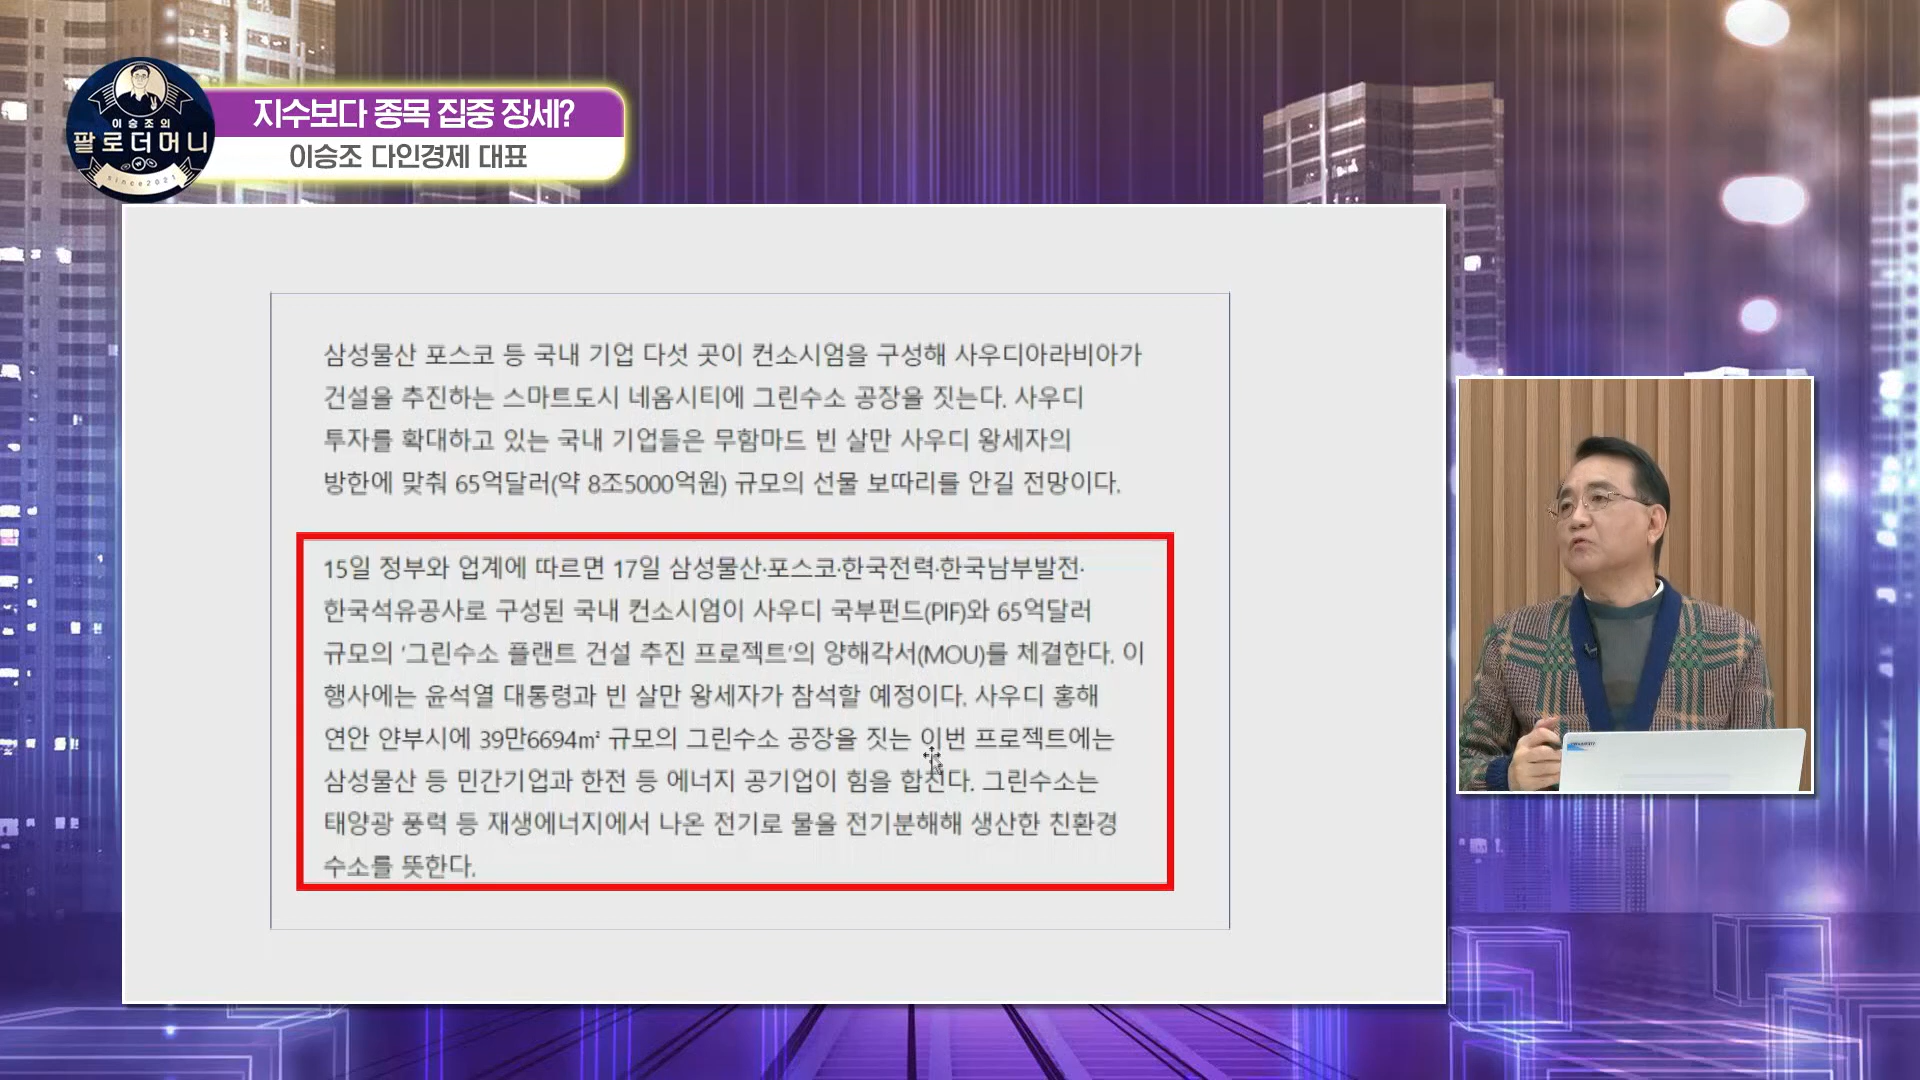 지수보다 종목 집중 장세?
이승조의
팔로더머니
since2021
이승조 다인경제 대표
삼성물산 포스코 등 국내 기업 다섯 곳이 컨소시엄을 구성해 사우디아라비아가
건설을 추진하는 스마트도시 네옴시티에 그린수소 공장을 짓는다. 사우디
투자를 확대하고 있는 국내 기업들은 무함마드 빈 살만 사우디 왕세자의
방한에 맞춰 65억달러(약 8조5000억원) 규모의 선물 보따리를 안길 전망이다.
15일 정부와 업계에 따르면 17일 삼성물산·포스코·한국전력·한국남부발전·
한국석유공사로 구성된 국내 컨소시엄이 사우디 국부펀드(PIF)와 65억달러
규모의 '그린수소 플랜트 건설 추진 프로젝트'의 양해각서(MOU)를 체결한다. 이
행사에는 윤석열 대통령과 빈 살만 왕세자가 참석할 예정이다. 사우디 홍해
연안 얀부시에 39만6694㎡ 규모의 그린수소 공장을 짓는 이번 프로젝트에는
삼성물산 등 민간기업과 한전 등 에너지 공기업이 힘을 합친다. 그린수소는
태양광 풍력 등 재생에너지에서 나온 전기로 물을 전기분해해 생산한 친환경
수소를 뜻한다.